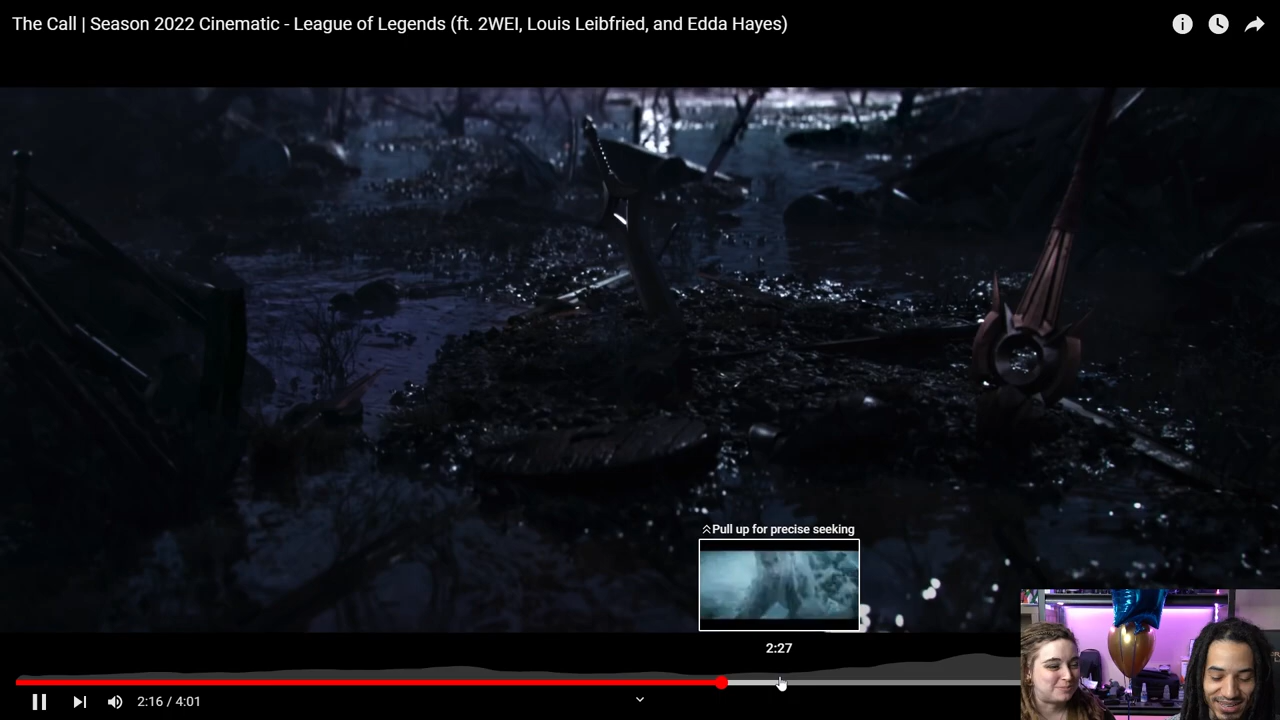 The Call | Season 2022 Cinematic - League of Legends (ft. 2WEI, Louis Leibfried, and Edda Hayes)
Pull up for precise seeking
2:27
2:16 / 4:01